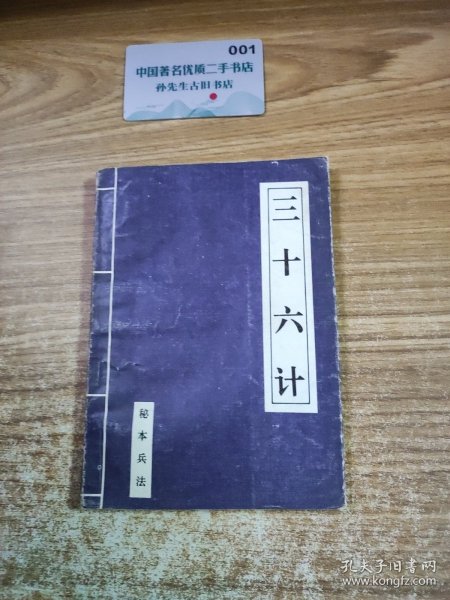 001
中国著名优质二手书店
孙先生古旧书店
三十六计
秘本兵法
孔夫子旧书网
www.kongfz.com